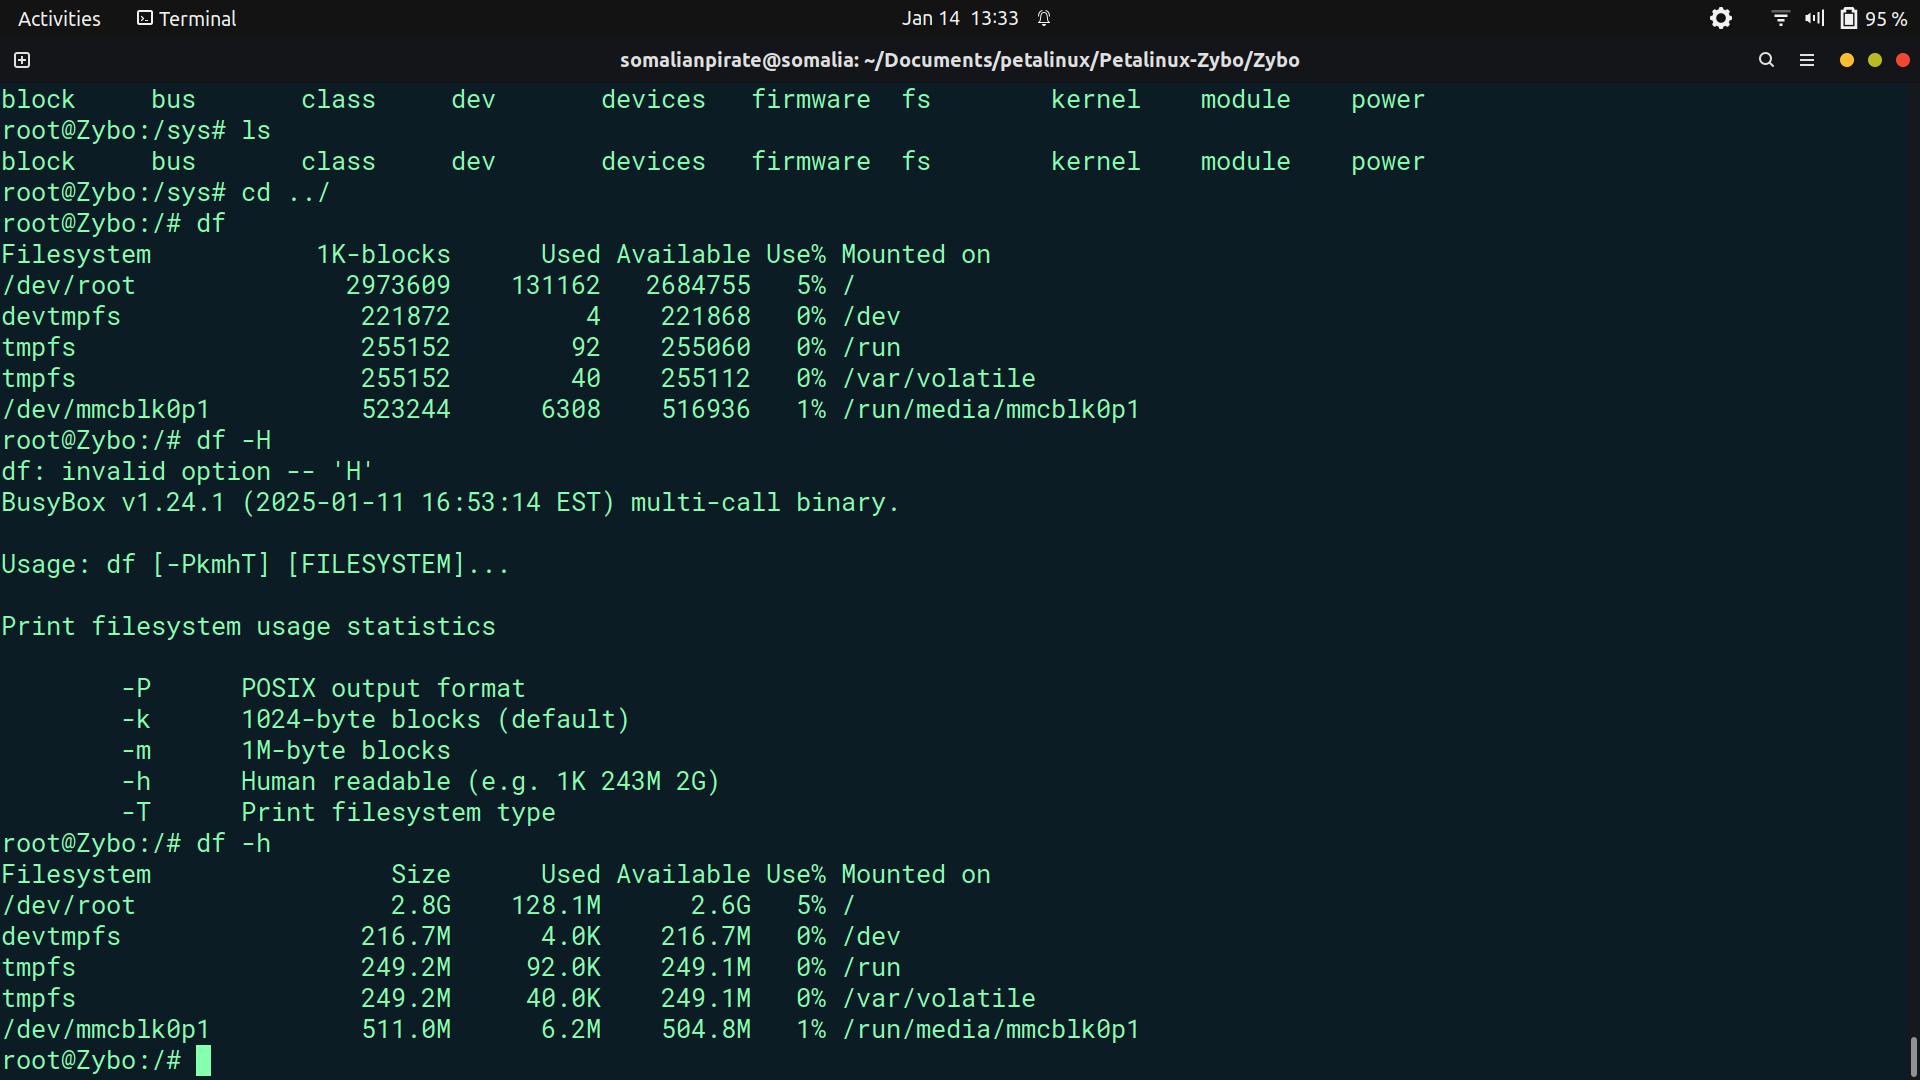 Activities Terminal Jan 14 13:33 95 %
somalianpirate@somalia: ~/Documents/petalinux/Petalinux-Zybo/Zybo
block bus class dev devices firmware fs kernel module power
root@Zybo:/sys# ls
block bus class dev devices firmware fs kernel module power
root@Zybo:/sys# cd ../
root@Zybo:/# df
Filesystem 1K-blocks Used Available Use% Mounted on
/dev/root 2973609 131162 2684755 5% /
devtmpfs 221872 4 221868 0% /dev
tmpfs 255152 92 255060 0% /run
tmpfs 255152 40 255112 0% /var/volatile
/dev/mmcblk0p1 523244 6308 516936 1% /run/media/mmcblk0p1
root@Zybo:/# df -H
df: invalid option -- 'H'
BusyBox v1.24.1 (2025-01-11 16:53:14 EST) multi-call binary.
Usage: df [-PkmhT] [FILESYSTEM]...
Print filesystem usage statistics
-P POSIX output format
-k 1024-byte blocks (default)
-m 1M-byte blocks
-h Human readable (e.g. 1K 243M 2G)
-T Print filesystem type
root@Zybo:/# df -h
Filesystem Size Used Available Use% Mounted on
/dev/root 2.8G 128.1M 2.6G 5% /
devtmpfs 216.7M 4.0K 216.7M 0% /dev
tmpfs 249.2M 92.0K 249.1M 0% /run
tmpfs 249.2M 40.0K 249.1M 0% /var/volatile
/dev/mmcblk0p1 511.0M 6.2M 504.8M 1% /run/media/mmcblk0p1
root@Zybo:/#